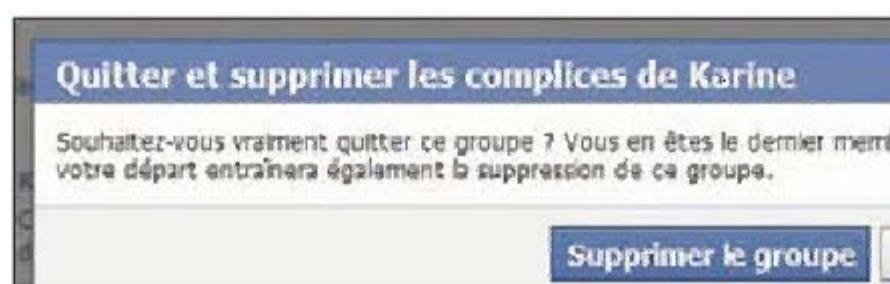 Quitter et supprimer les complices de Karine
Souhaitez-vous vraiment quitter ce groupe ? Vous en êtes le dernier
votre départ entraînera également la suppression de ce groupe.
Supprimer le groupe